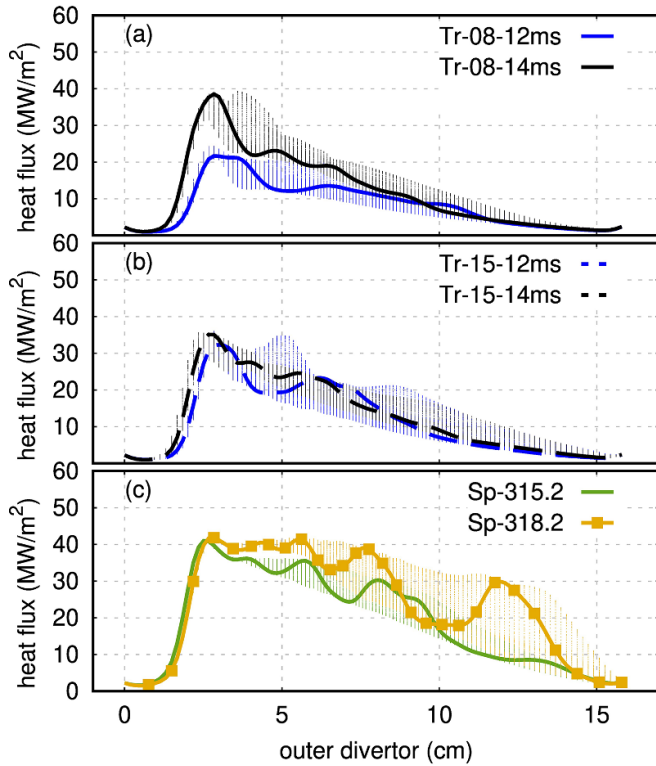 60
(a)
Tr-08-12ms
50
Tr-08-14ms
40
30
20
10
heat flux (MW/m²)
60
(b)
Tr-15-12ms
50
Tr-15-14ms
40
30
20
10
heat flux (MW/m²)
60
(c)
Sp-315.2
50
Sp-318.2
40
30
20
10
0
heat flux (MW/m²)
0 5 10 15
outer divertor (cm)